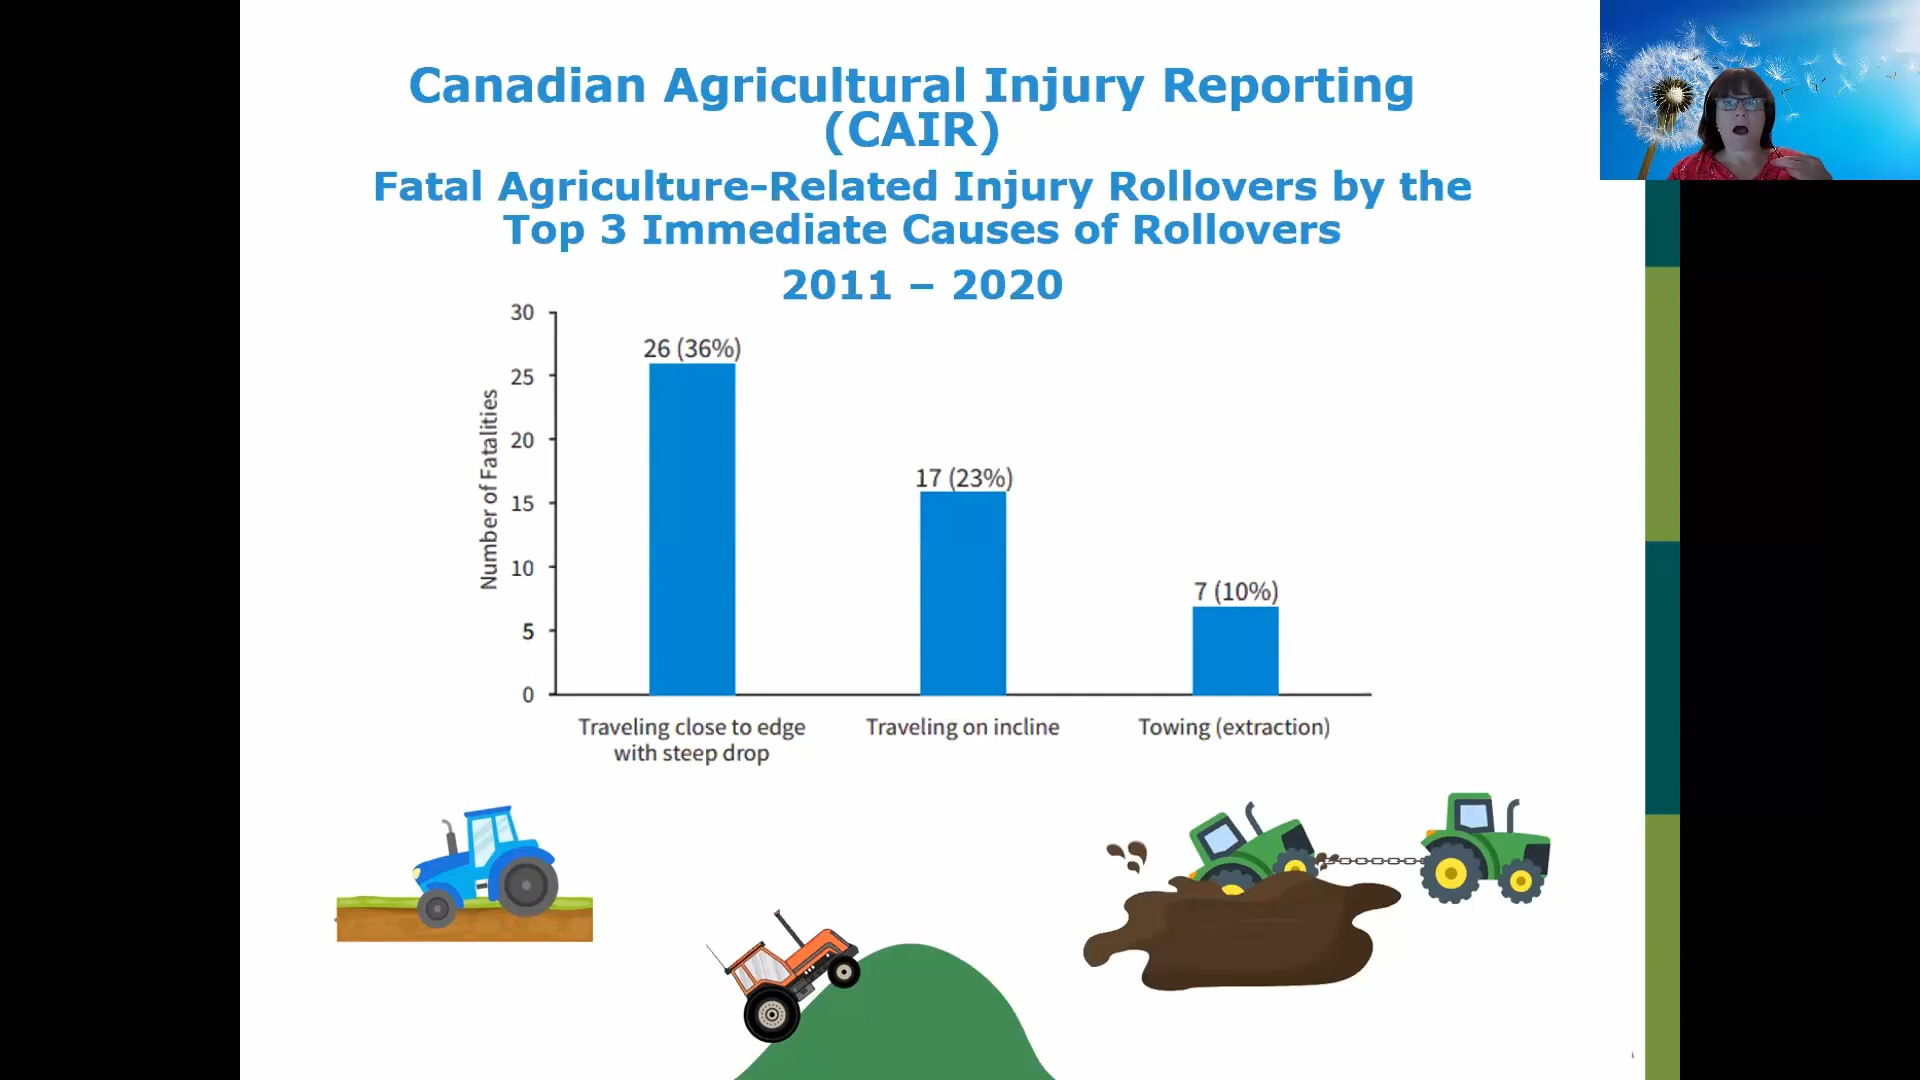 Canadian Agricultural Injury Reporting
(CAIR)
Fatal Agriculture-Related Injury Rollovers by the
Top 3 Immediate Causes of Rollovers
2011 – 2020
Number of Fatalities
30
25
20
15
10
5
0
26 (36%)
17 (23%)
7 (10%)
Traveling close to edge
with steep drop
Traveling on incline
Towing (extraction)